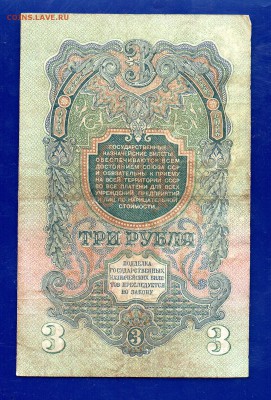 COINS.LAVE.RU
3
ГОСУДАРСТВЕННЫЕ
КАЗНАЧЕЙСКИЕ БИЛЕТЫ
ОБЕСПЕЧИВАЮТСЯ ВСЕМ
ДОСТОЯНИЕМ СОЮЗА ССР
И ОБЯЗАТЕЛЬНЫ К ПРИЕМУ
НА ВСЕЙ ТЕРРИТОРИИ СССР
ВО ВСЕ ПЛАТЕЖИ ДЛЯ ВСЕХ
УЧРЕЖДЕНИЙ, ПРЕДПРИЯТИЙ
И ЛИЦ ПО НАРИЦАТЕЛЬНОЙ
СТОИМОСТИ.
ТРИ РУБЛЯ
ПОДДЕЛКА
ГОСУДАРСТВЕННЫХ
КАЗНАЧЕЙСКИХ БИЛЕ-
ТОВ ПРЕСЛЕДУЕТСЯ
ПО ЗАКОНУ
3 3 3